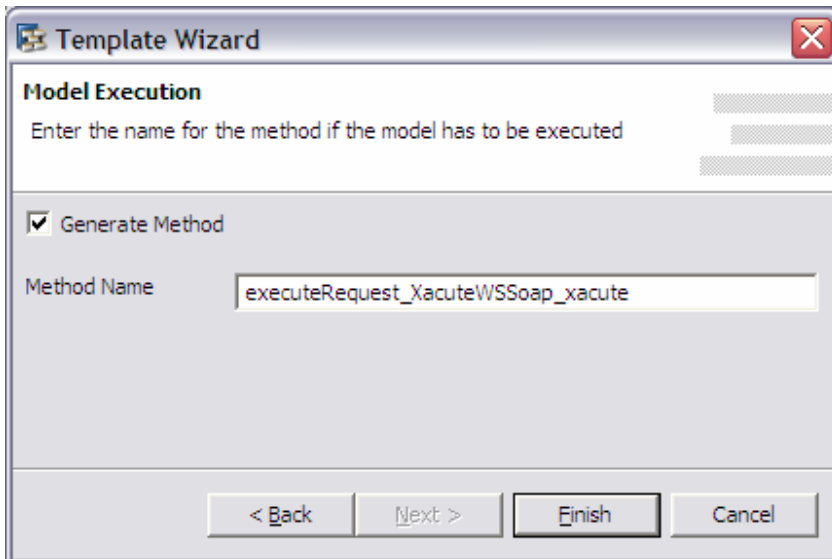 Template Wizard
Model Execution
Enter the name for the method if the model has to be executed
Generate Method
Method Name executeRequest_XacuteWSSoap_xacute
< Back Next > Finish Cancel